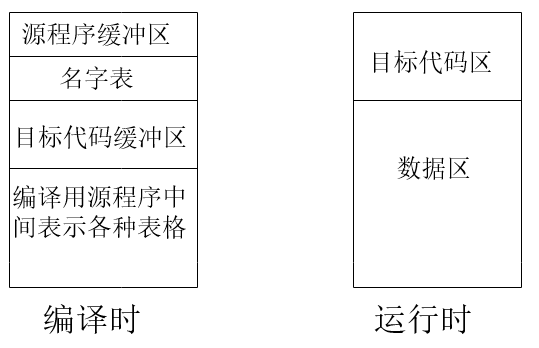 源程序缓冲区
名字表
目标代码缓冲区
编译用源程序中
间表示各种表格
编译时
目标代码区
数据区
运行时